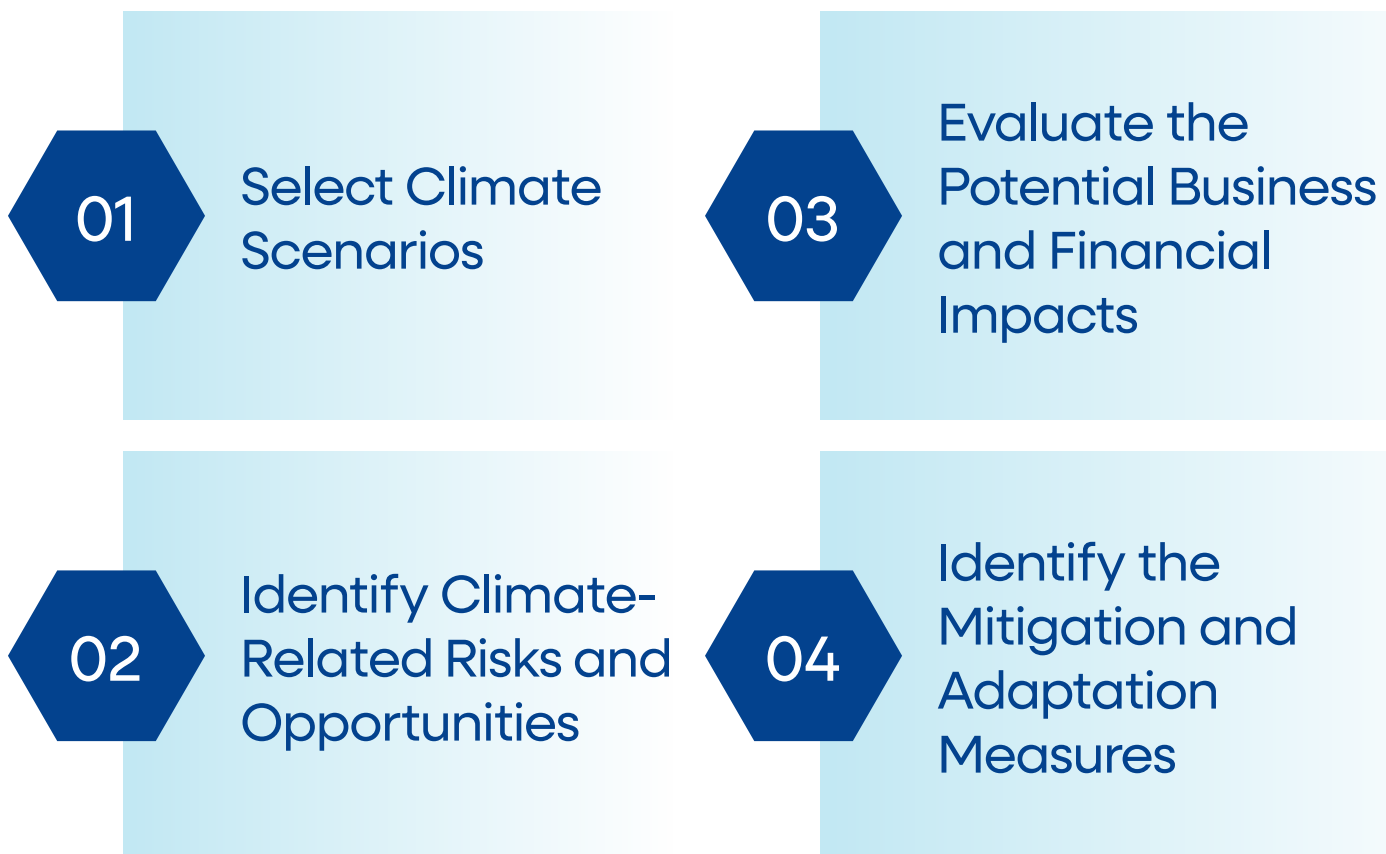 01
Select Climate
Scenarios
02
Identify Climate-
Related Risks and
Opportunities
03
Evaluate the
Potential Business
and Financial
Impacts
04
Identify the
Mitigation and
Adaptation
Measures